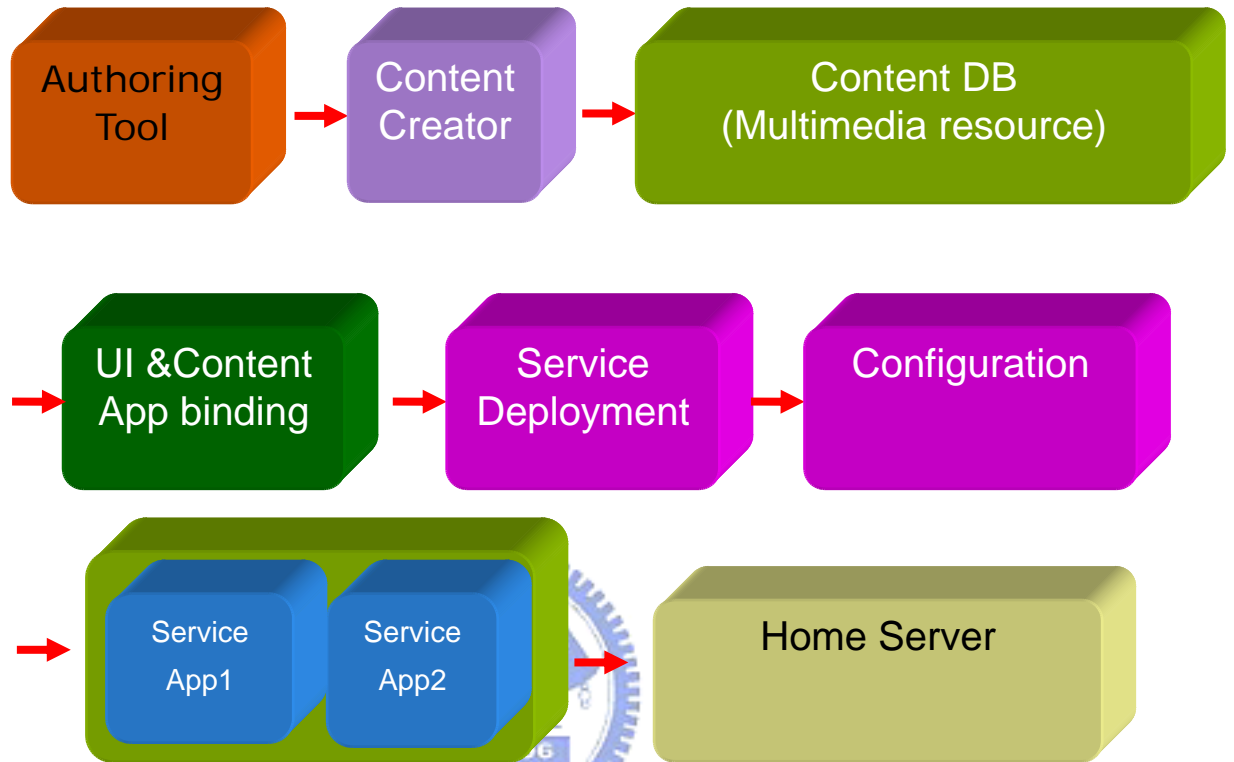 Authoring
Tool
Content
Creator
Content DB
(Multimedia resource)
UI &Content
App binding
Service
Deployment
Configuration
Service
App1
Service
App2
Home Server